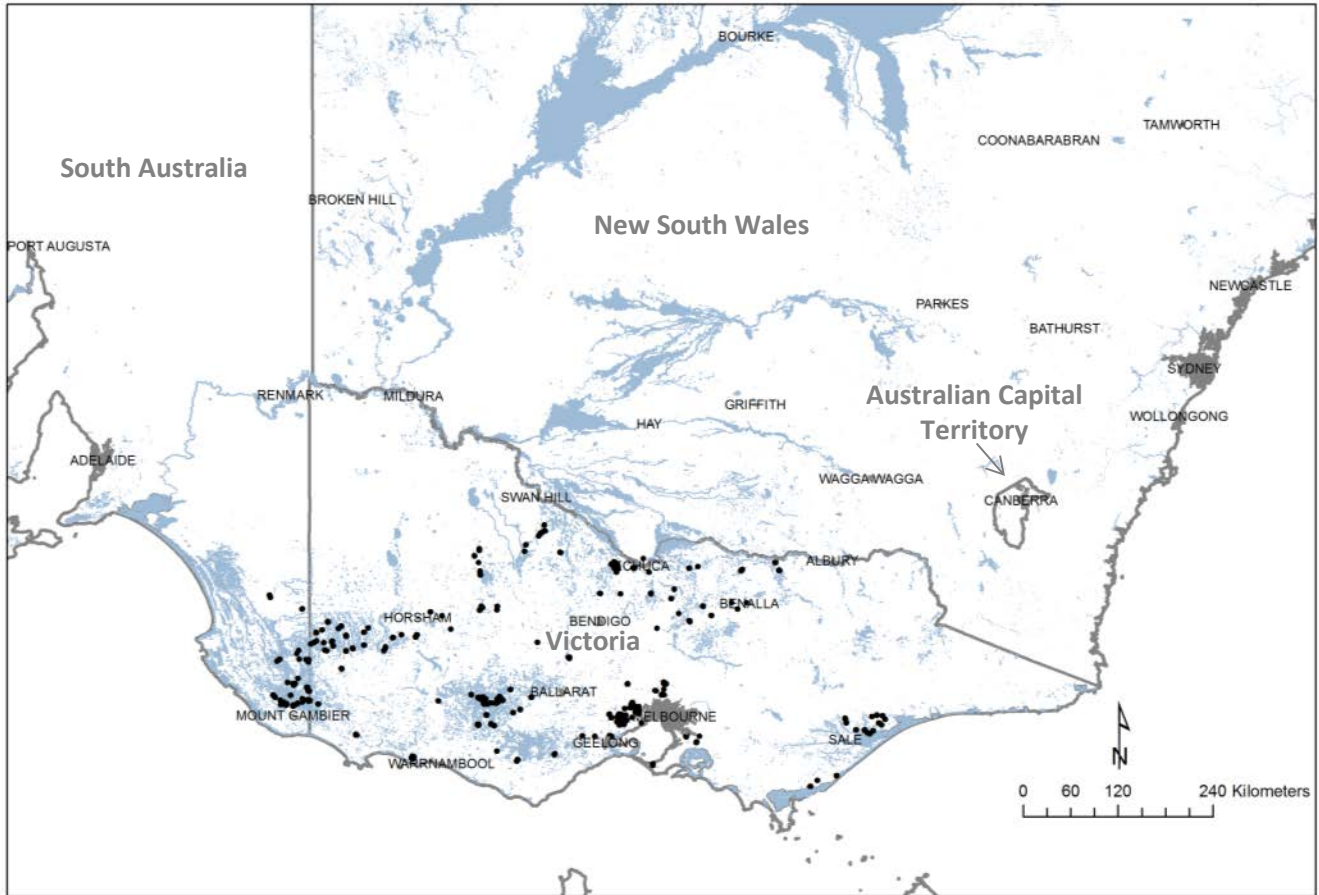 BOURKE
COONABARABRAN
TAMWORTH
South Australia
BROKEN HILL
New South Wales
PORT AUGUSTA
NEWCASTLE
PARKES
BATHURST
SYDNEY
RENMARK
MILDURA
GRIFFITH
Australian Capital
Territory
WOLLONGONG
HAY
ADELAIDE
WAGGA WAGGA
SWAN HILL
CANBERRA
ECHUCA
ALBURY
BENALLA
HORSHAM
BENDIGO
Victoria
BALLARAT
MOUNT GAMBIER
MELBOURNE
GEELONG
SALE
WARRNAMBOOL
N
0 60 120 240 Kilometers